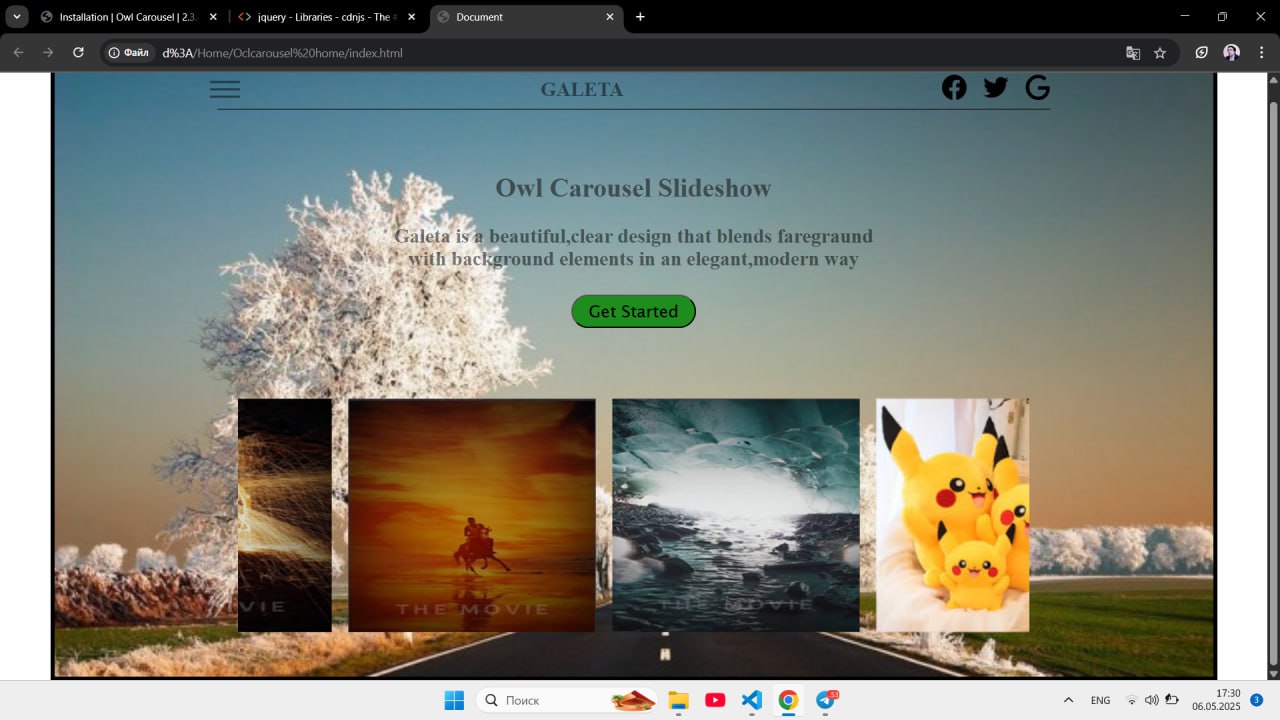 Installation | Owl Carousel | 2.3.
jquery - Libraries - cdnjs - The #
Document
Файл
d%3A/Home/Oclcarousel%20home/index.html
GALETA
Owl Carousel Slideshow
Galeta is a beautiful,clear design that blends faregraund
with background elements in an elegant,modern way
Get Started
VIE
THE MOVIE
THE MOVIE
Поиск
53
ENG
17:30
06.05.2025
3